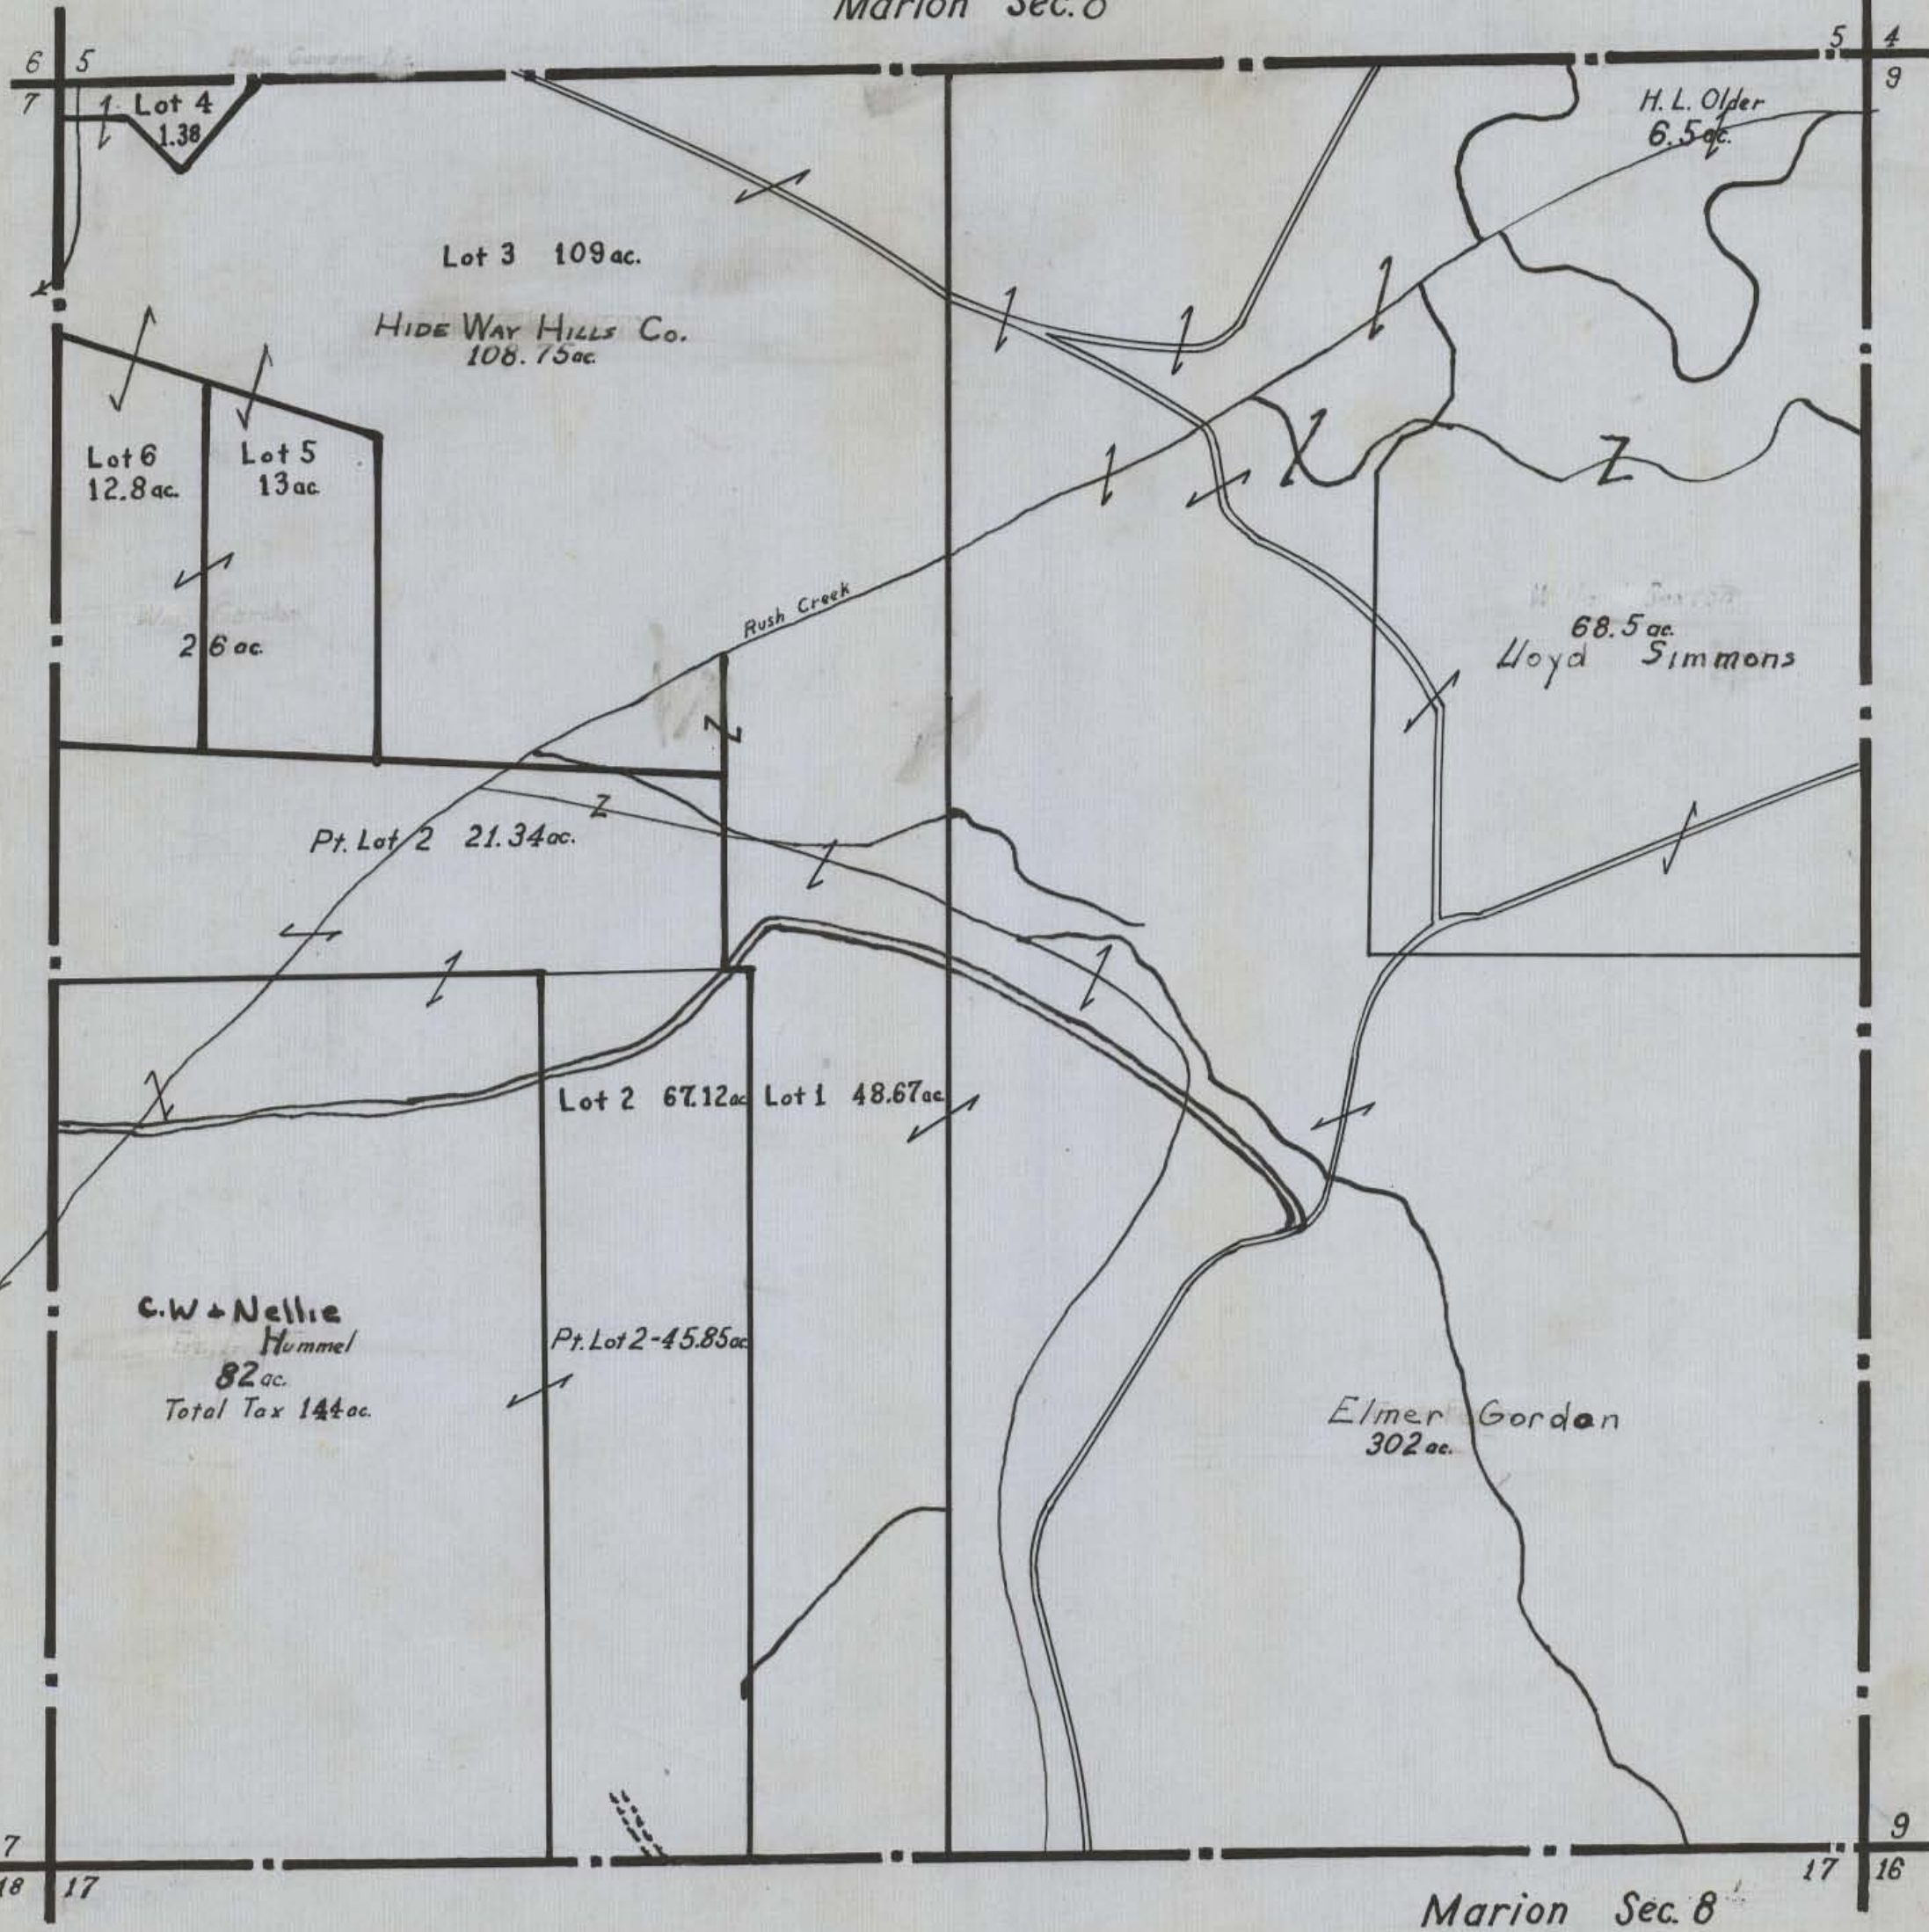 Marion Sec. 8
6 5
5 4
7
9
Lot 4
1.38
H. L. Older
6.5 ac.
Lot 3 109 ac.
HIDE WAY HILLS CO.
108.75 ac.
Lot 6
12.8 ac.
Lot 5
13 ac.
26 ac.
Rush Creek
68.5 ac.
Lloyd Simmons
Pt. Lot 2 21.34 ac.
Lot 2 67.12 ac
Lot 1 48.67 ac
C.W & Nellie
Hummel
82 ac.
Total Tax 144 ac.
Pt. Lot 2-45.85 ac
Elmer Gordon
302 ac.
7
9
18 17
17 16
Marion Sec. 8